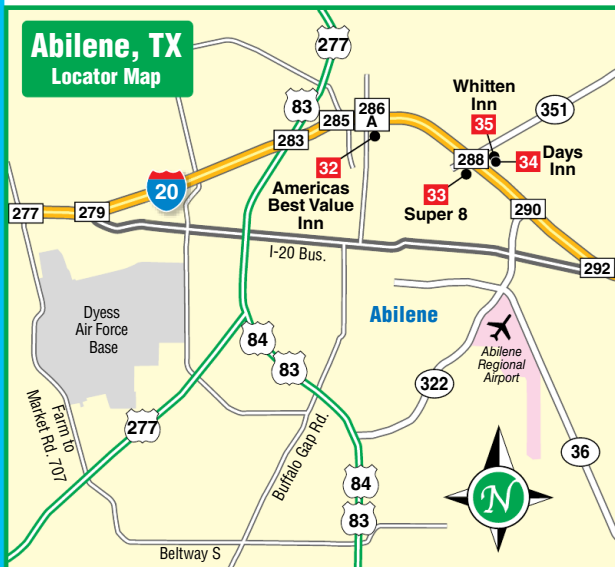 Abilene, TX
Locator Map
277
83
286
A
285
283
Whitten
Inn
35
351
288
34
Days
Inn
32
Americas
Best Value
Inn
33
Super 8
20
277
279
290
292
I-20 Bus.
Dyess
Air Force
Base
Abilene
84
83
Abilene
Regional
Airport
322
277
Farm to
Market Rd. 707
Buffalo Gap Rd.
36
84
83
N
Beltway S